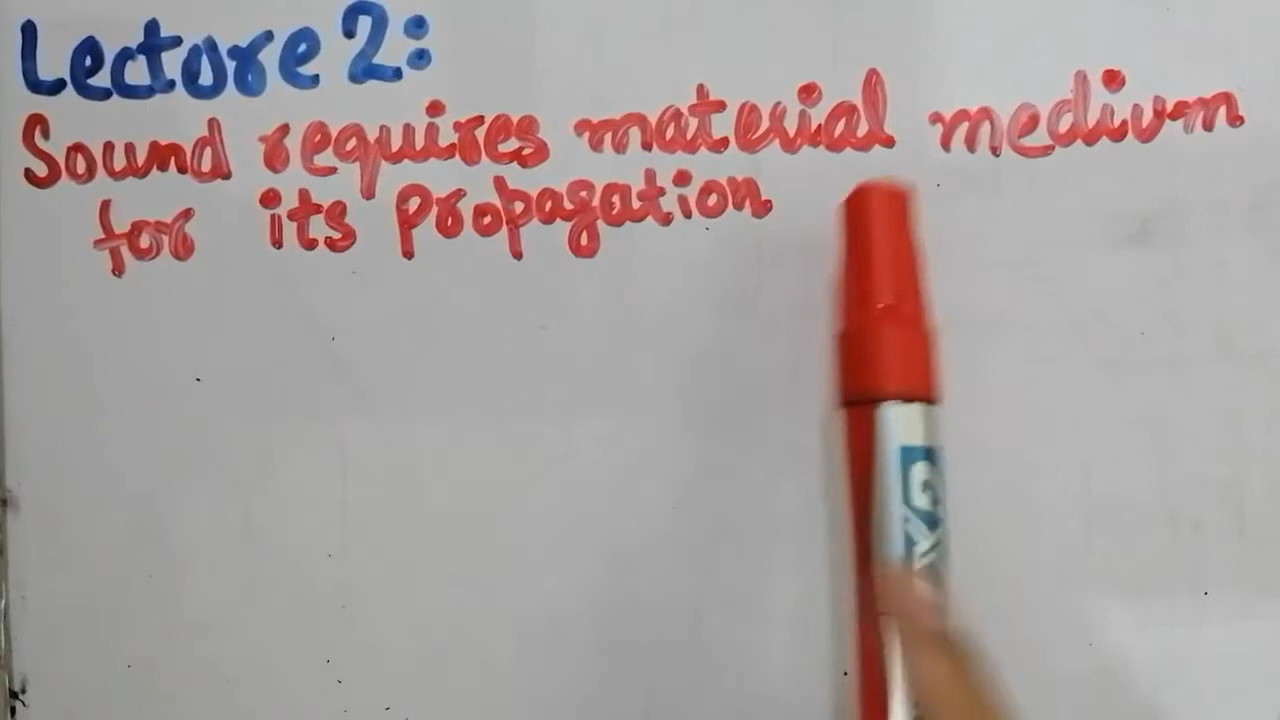 Lecture 2:
Sound requires material medium
for its propagation